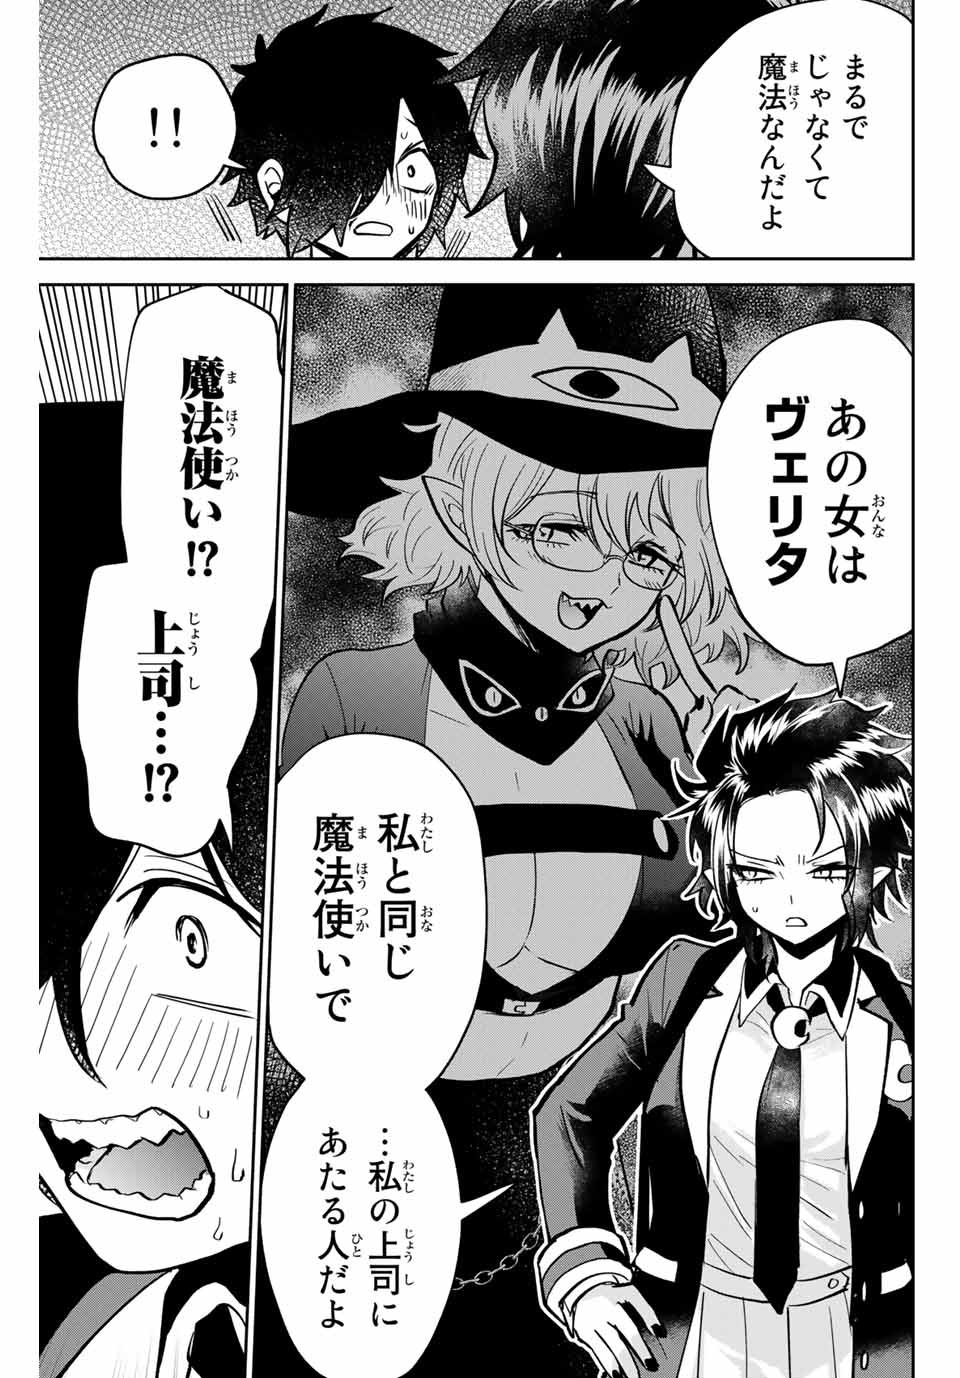 まるで
じゃなくて
魔法なんだよ
！！
あの女は
ヴェリタ
私と同じ
魔法使いで
…私の上司に
あたる人だよ
魔法使い!?
上司…!?